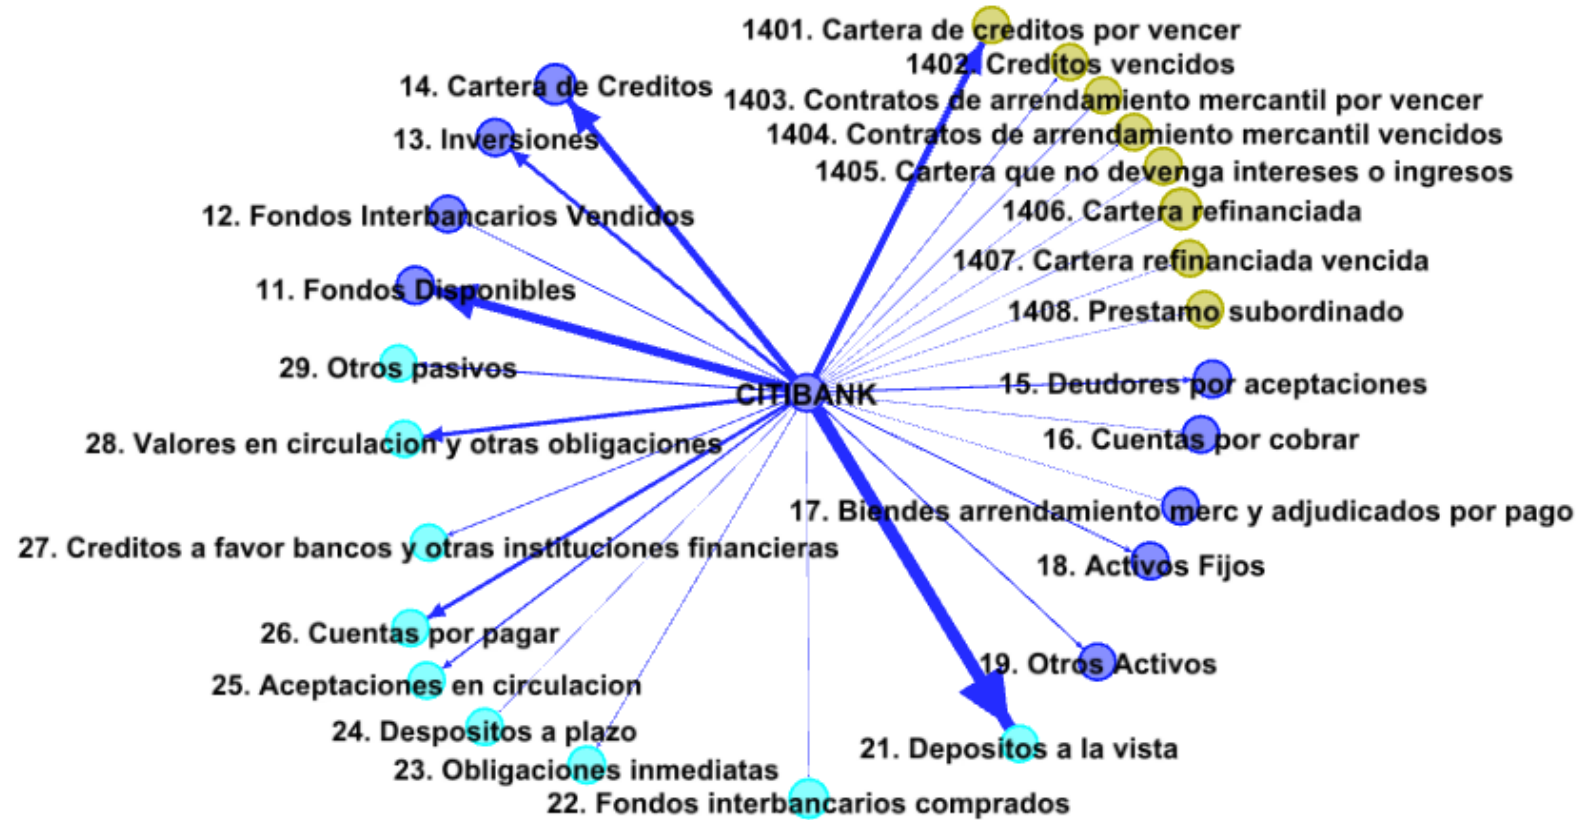 1401. Cartera de creditos por vencer
1402. Creditos vencidos
14. Cartera de Creditos
1403. Contratos de arrendamiento mercantil por vencer
13. Inversiones
1404. Contratos de arrendamiento mercantil vencidos
1405. Cartera que no devenga intereses o ingresos
12. Fondos Interbancarios Vendidos
1406. Cartera refinanciada
1407. Cartera refinanciada vencida
11. Fondos Disponibles
1408. Prestamo subordinado
29. Otros pasivos
15. Deudores por aceptaciones
CITIBANK
28. Valores en circulacion y otras obligaciones
16. Cuentas por cobrar
17. Biendes arrendamiento merc y adjudicados por pago
27. Creditos a favor bancos y otras instituciones financieras
18. Activos Fijos
26. Cuentas por pagar
19. Otros Activos
25. Aceptaciones en circulacion
24. Despositos a plazo
21. Depositos a la vista
23. Obligaciones inmediatas
22. Fondos interbancarios comprados